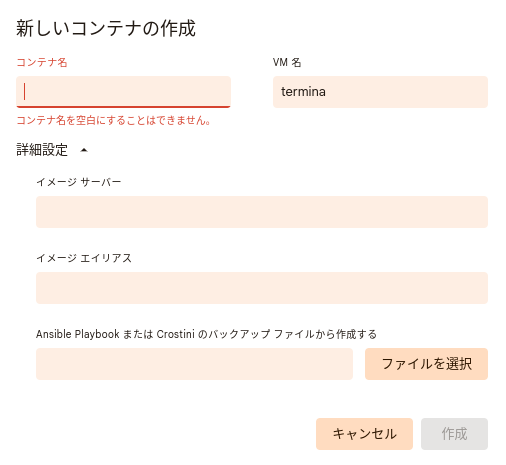 新しいコンテナの作成
コンテナ名
VM 名
termina
コンテナ名を空白にすることはできません。
詳細設定
イメージ サーバー
イメージ エイリアス
Ansible Playbook または Crostini のバックアップ ファイルから作成する
ファイルを選択
キャンセル
作成